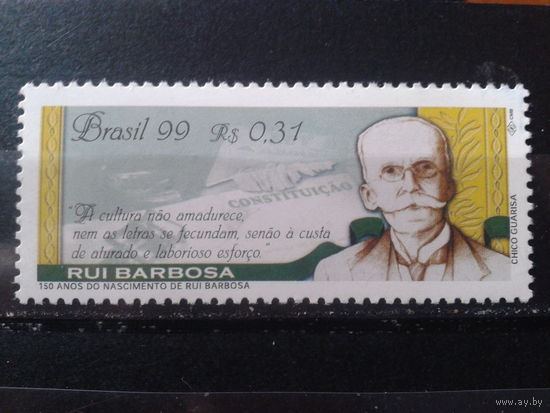 Brasil 99 R$ 0,31
CONSTITUIÇÃO
"A cultura não amadurece,
nem as letras se fecundam, senão à custa
de aturado e laborioso esforço."
RUI BARBOSA
150 ANOS DO NASCIMENTO DE RUI BARBOSA
CHICO GUARISA
CMB
www.ay.by